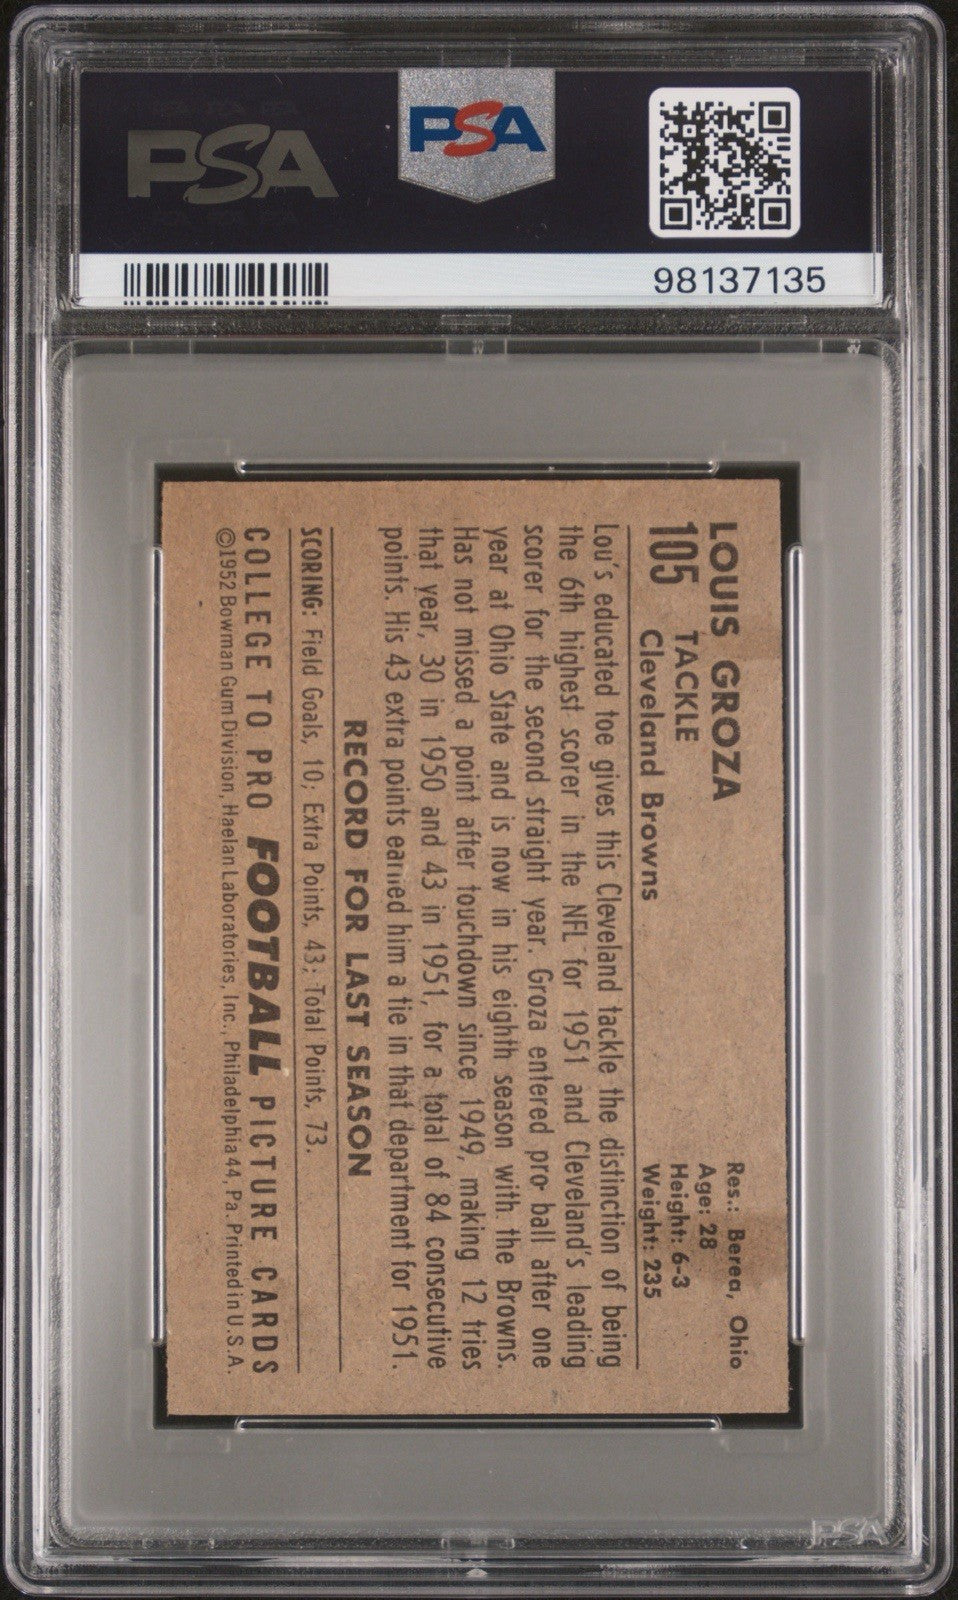 PSA
PSA
98137135
LOUIS GROZA
105 TACKLE
Cleveland Browns
Res.: Berea, Ohio
Age: 28
Height: 6-3
Weight: 235
Lou's educated toe gives this Cleveland tackle the distinction of being
the 6th highest scorer in the NFL for 1951 and Cleveland's leading
scorer for the second straight year. Groza entered pro ball after one
year at Ohio State and is now in his eighth season with the Browns.
Has not missed a point after touchdown since 1949, making 12 tries
that year, 30 in 1950 and 43 in 1951, for a total of 84 consecutive
points. His 43 extra points earned him a tie in that department for 1951.
RECORD FOR LAST SEASON
SCORING: Field Goals, 10; Extra Points, 43; Total Points, 73.
COLLEGE TO PRO FOOTBALL PICTURE CARDS
©1952 Bowman Gum Division, Haelan Laboratories, Inc., Philadelphia 44, Pa. Printed in U.S.A.
PSA